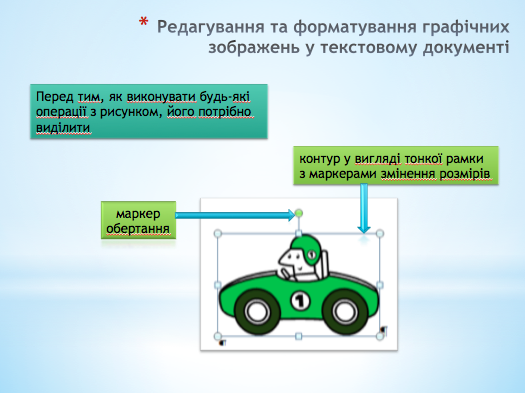 * Редагування та форматування графічних
зображень у текстовому документі
Перед тим, як виконувати будь-які
операції з рисунком, його потрібно
виділити
контур у вигляді тонкої рамки
з маркерами змінення розмірів
маркер
обертання
1
1
¶
¶